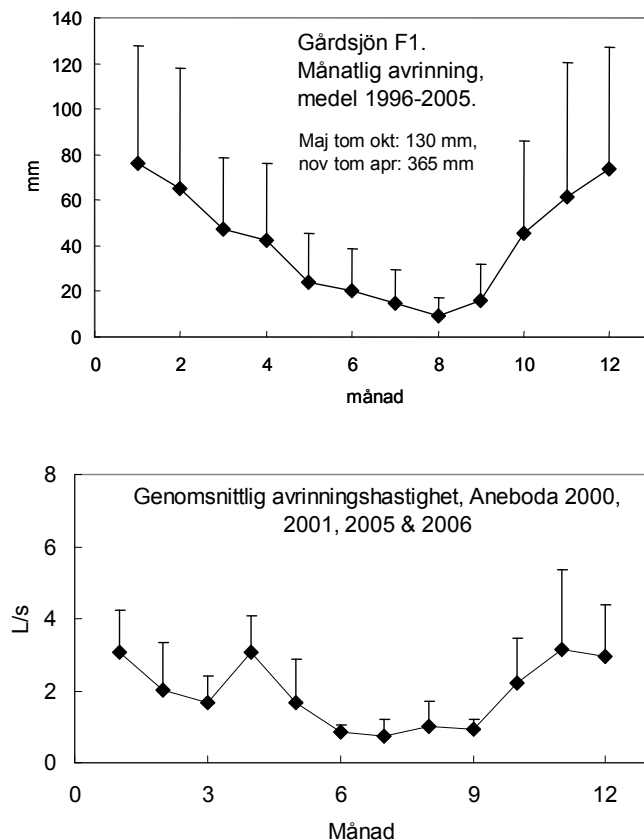 140
120
100
80
60
40
20
0
mm
Gårdsjön F1.
Månatlig avrinning,
medel 1996-2005.
Maj tom okt: 130 mm,
nov tom apr: 365 mm
0 2 4 6 8 10 12
månad
8
6
4
2
0
L/s
Genomsnittlig avrinningshastighet, Aneboda 2000,
2001, 2005 & 2006
0 3 6 9 12
Månad